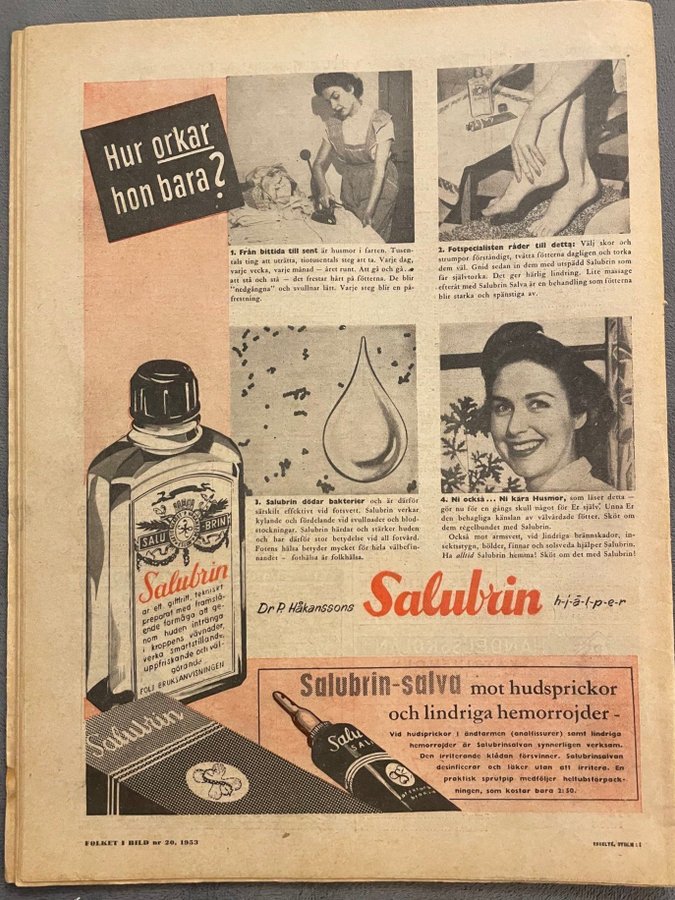 Hur orkar
hon bara?
1. Från bittida till sent är husmor i farten. Tusen-
tals ting att uträtta, tiotusentals steg att ta. Varje dag,
varje vecka, varje månad — året runt. Att gå och gå .
att stå och stå — det frestar hårt på fötterna. De blir
"nedgångna" och svullnar lätt. Varje steg blir en på-
frestning.
2. Fotspecialisten råder till detta: Välj skor och
strumpor förståndigt, tvätta fötterna dagligen och torka
dem väl. Gnid sedan in dem med utspädd Salubrin som
får självtorka. Det ger härlig lindring. Lite massage
efteråt med Salubrin Salva är en behandling som fötterna
blir starka och spänstiga av.
3. Salubrin dödar bakterier och är därför
särskilt effektivt vid fotsvett. Salubrin verkar
kylande och fördelande vid svullnader och blod-
stockningar. Salubrin härdar och stärker huden
och har därför stor betydelse vid all fotvård.
Fotens hälsa betyder mycket för hela välbefin-
nandet — fothälsa är folkhälsa.
4. Ni också ... Ni kära Husmor, som läser detta —
gör nu för en gångs skull något för Er själv. Unna Er
den behagliga känslan av välvårdade fötter. Sköt om
dem regelbundet med Salubrin.
Också mot armsvett, vid lindriga brännskador, in-
sektsstygn, bölder, finnar och solsveda hjälper Salubrin.
Ha alltid Salubrin hemma! Sköt om det med Salubrin!
SALU BRIN
Salubrin
är ett giftfritt, tekniskt
preparat med framstå-
ende förmåga att ge-
nom huden intränga
i kroppens vävnader,
verka smärtstillande,
uppfriskande och väl-
görande.
FÖLJ BRUKSANVISNINGEN
Dr P. Håkanssons Salubrin h-j-ä-l-p-e-r
Salubrin
Salubrin-salva mot hudsprickor
och lindriga hemorrojder -
Vid hudsprickor i ändtarmen (analfissurer) samt lindriga
hemorrojder är Salubrinsalvan synnerligen verksam.
Den irriterande klådan försvinner. Salubrinsalvan
desinficerar och läker utan att irritera. En
praktisk sprutpip medföljer heltubsförpack-
ningen, som kostar bara 2:50.
FOLKET I BILD nr 20, 1953
ESSELTE, STHLM